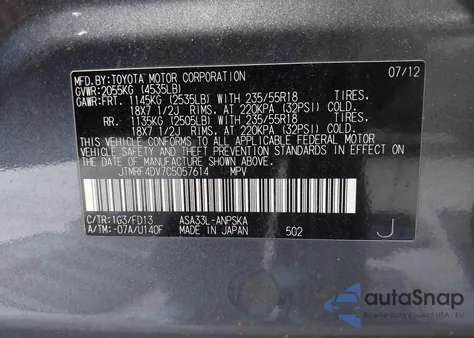 MFD. BY: TOYOTA MOTOR CORPORATION 07/12
GVWR: 2055KG (4535LB)
GAWR: FRT. 1145KG (2535LB) WITH 235/55R18 TIRES.
18X7 1/2J RIMS. AT 220KPA (32PSI) COLD.
RR. 1135KG (2505LB) WITH 235/55R18 TIRES.
18X7 1/2J RIMS. AT 220KPA (32PSI) COLD.
THIS VEHICLE CONFORMS TO ALL APPLICABLE FEDERAL MOTOR
VEHICLE SAFETY AND BUMPER STANDARDS IN EFFECT ON THE
DATE OF MANUFACTURE SHOWN ABOVE.
JTMRF4DV7C5057614 MPV
C/TR: 1G3/FD13 ASA33L-ANPSKA
A/TM: -07A/U140F MADE IN JAPAN 502 J
autoSnap